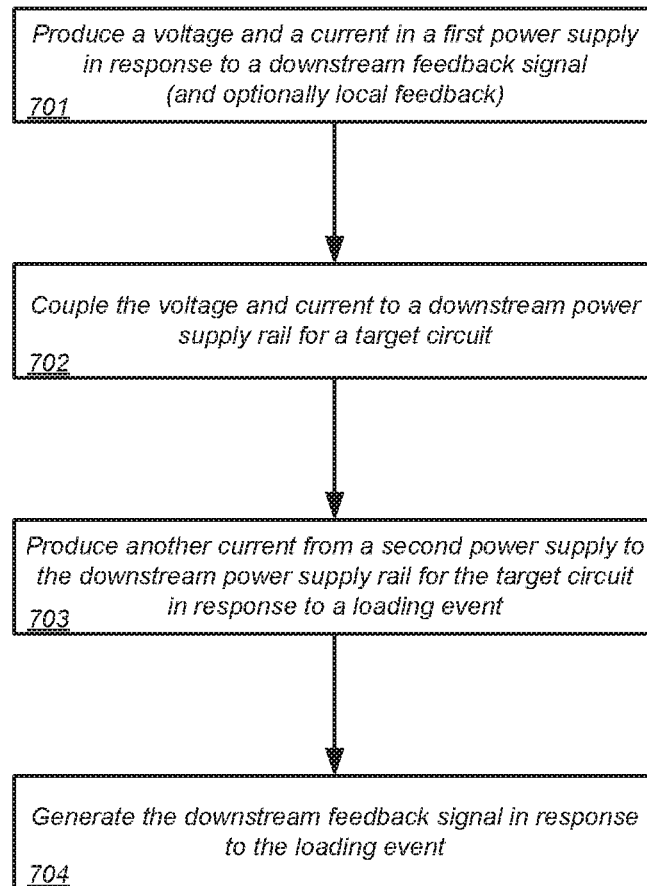 Produce a voltage and a current in a first power supply
in response to a downstream feedback signal
(and optionally local feedback)
701
Couple the voltage and current to a downstream power
supply rail for a target circuit
702
Produce another current from a second power supply to
the downstream power supply rail for the target circuit
in response to a loading event
703
Generate the downstream feedback signal in response
to the loading event
704